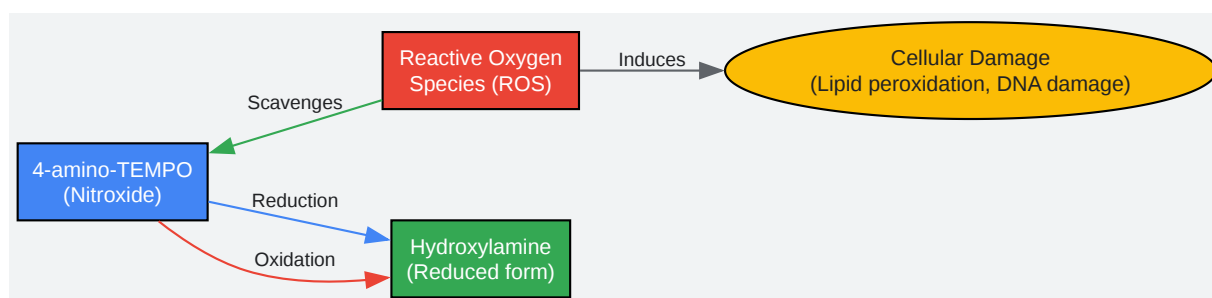 Reactive Oxygen
Species (ROS)
Induces
Cellular Damage
(Lipid peroxidation, DNA damage)
Scavenges
4-amino-TEMPO
(Nitroxide)
Reduction
Oxidation
Hydroxylamine
(Reduced form)